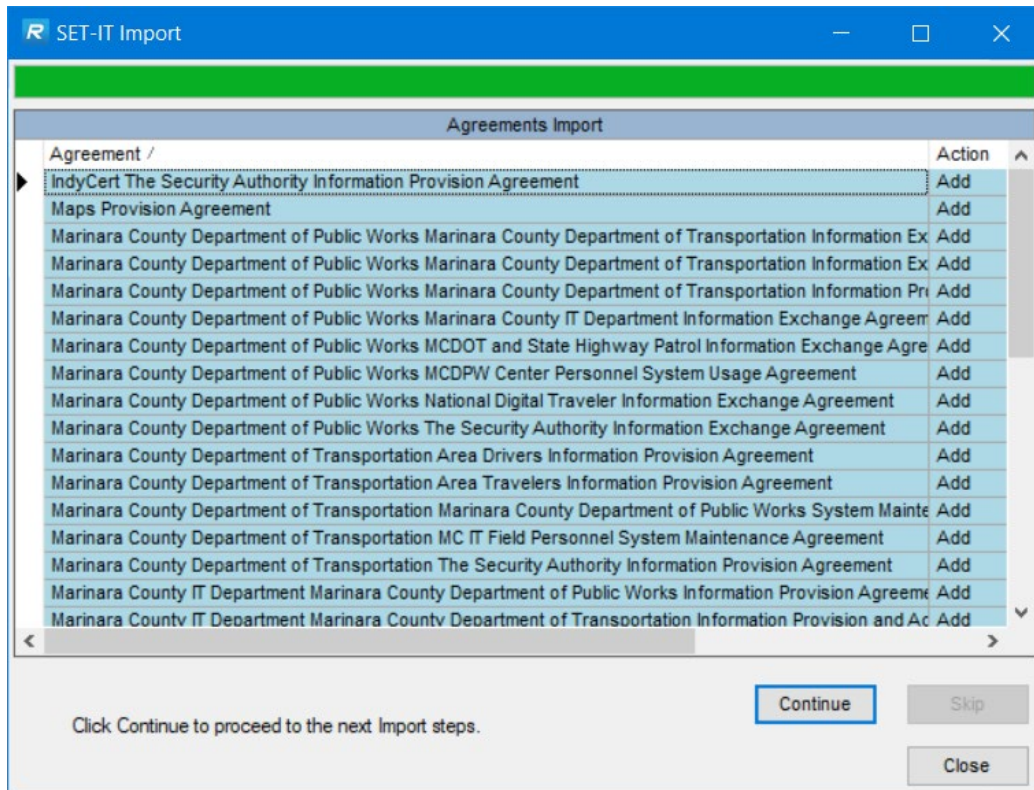 R SET-IT Import
Agreements Import
Agreement / Action
IndyCert The Security Authority Information Provision Agreement Add
Maps Provision Agreement Add
Marinara County Department of Public Works Marinara County Department of Transportation Information Ex Add
Marinara County Department of Public Works Marinara County Department of Transportation Information Ex Add
Marinara County Department of Public Works Marinara County Department of Transportation Information Pr Add
Marinara County Department of Public Works Marinara County IT Department Information Exchange Agreem Add
Marinara County Department of Public Works MCDOT and State Highway Patrol Information Exchange Agre Add
Marinara County Department of Public Works MCDPW Center Personnel System Usage Agreement Add
Marinara County Department of Public Works National Digital Traveler Information Exchange Agreement Add
Marinara County Department of Public Works The Security Authority Information Exchange Agreement Add
Marinara County Department of Transportation Area Drivers Information Provision Agreement Add
Marinara County Department of Transportation Area Travelers Information Provision Agreement Add
Marinara County Department of Transportation Marinara County Department of Public Works System Mainte Add
Marinara County Department of Transportation MC IT Field Personnel System Maintenance Agreement Add
Marinara County Department of Transportation The Security Authority Information Provision Agreement Add
Marinara County IT Department Marinara County Department of Public Works Information Provision Agreeme Add
Marinara County IT Department Marinara County Department of Transportation Information Provision and Ac Add
Continue Skip
Click Continue to proceed to the next Import steps.
Close